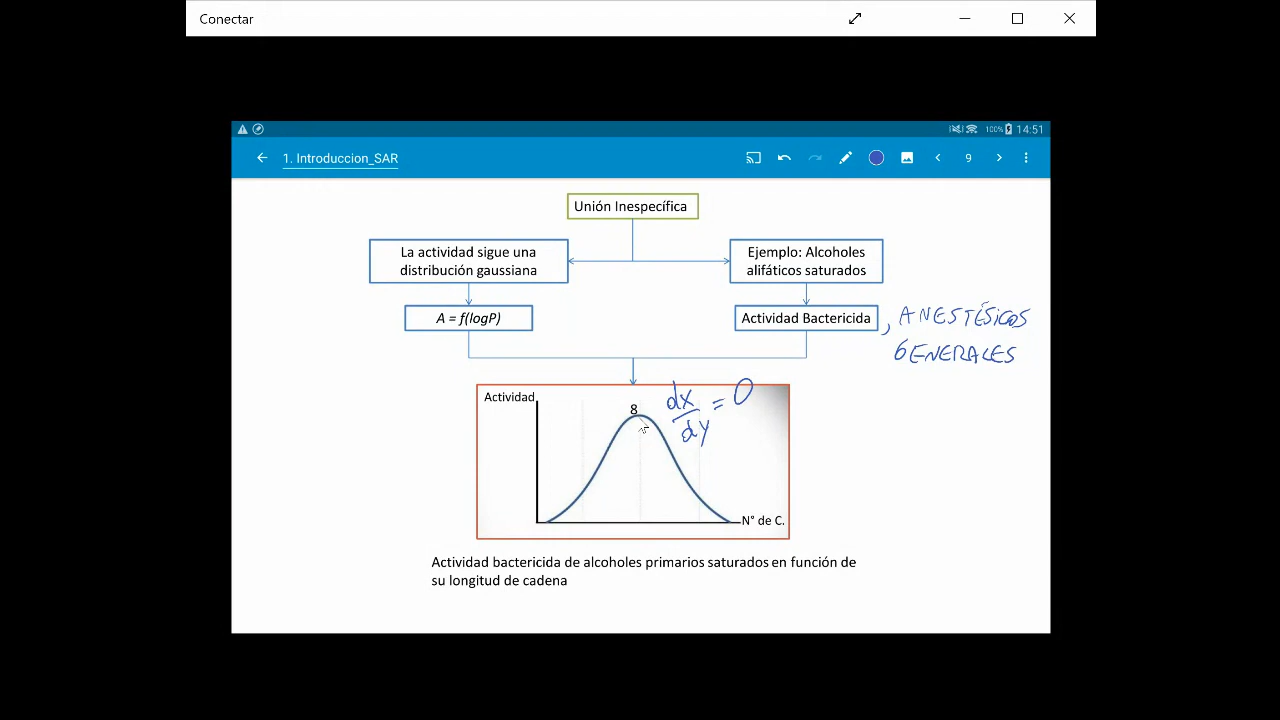 Conectar
100% 14:51
1. Introduccion_SAR
9
Unión Inespecífica
La actividad sigue una
distribución gaussiana
Ejemplo: Alcoholes
alifáticos saturados
A = f(logP)
Actividad Bactericida
, ANESTÉSICOS
GENERALES
Actividad
8
dx/dy = 0
N° de C.
Actividad bactericida de alcoholes primarios saturados en función de
su longitud de cadena